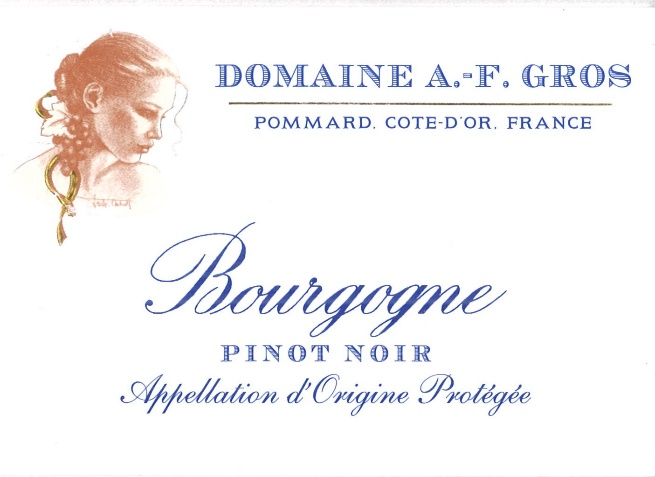 DOMAINE A.-F. GROS
POMMARD, COTE-D'OR, FRANCE
Bourgogne
PINOT NOIR
Appellation d'Origine Protégée